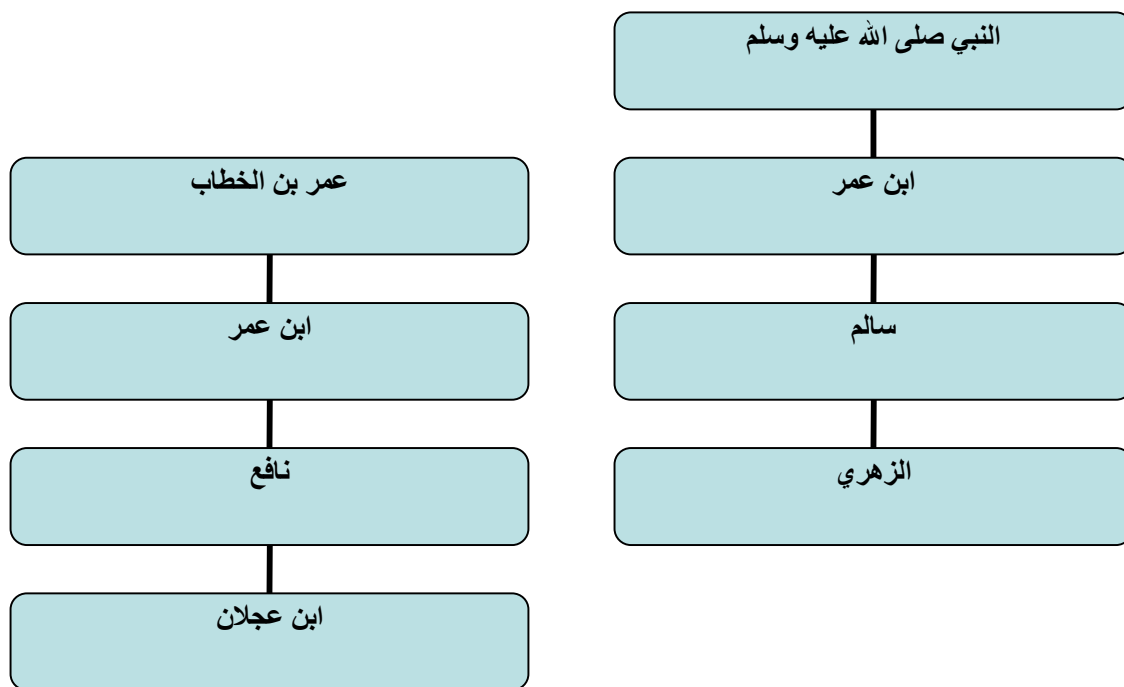 النبي صلى الله عليه وسلم
ابن عمر
سالم
الزهري
عمر بن الخطاب
ابن عمر
نافع
ابن عجلان